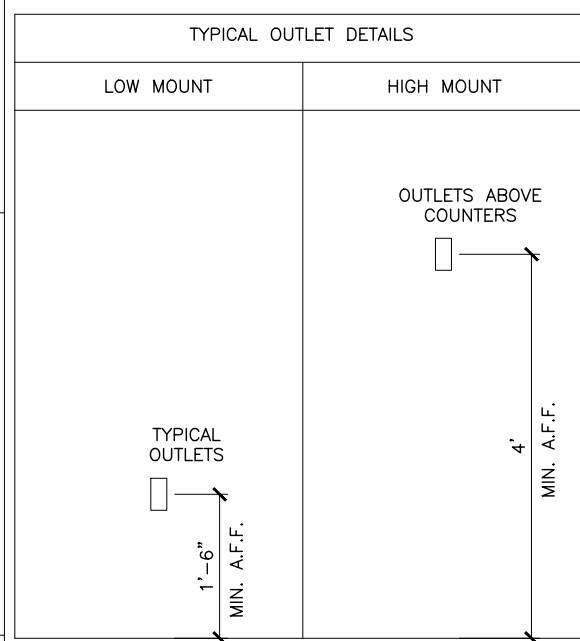 TYPICAL OUTLET DETAILS
LOW MOUNT
HIGH MOUNT
OUTLETS ABOVE
COUNTERS
4'
MIN. A.F.F.
TYPICAL
OUTLETS
1'-6"
MIN. A.F.F.